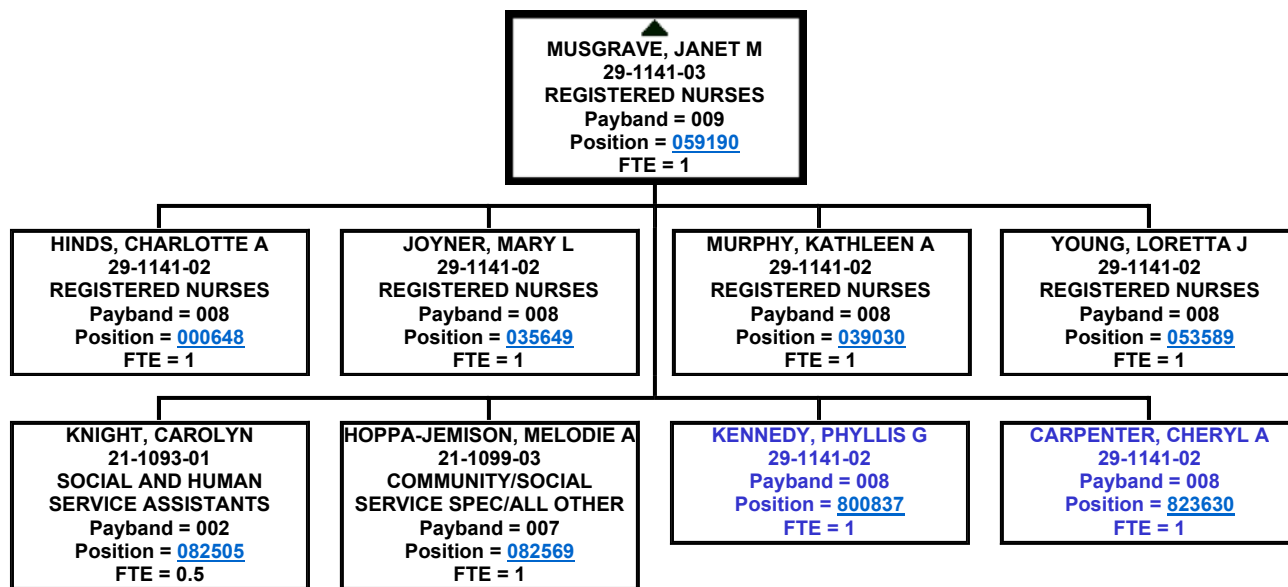 MUSGRAVE, JANET M
29-1141-03
REGISTERED NURSES
Payband = 009
Position = 059190
FTE = 1
HINDS, CHARLOTTE A
29-1141-02
REGISTERED NURSES
Payband = 008
Position = 000648
FTE = 1
JOYNER, MARY L
29-1141-02
REGISTERED NURSES
Payband = 008
Position = 035649
FTE = 1
MURPHY, KATHLEEN A
29-1141-02
REGISTERED NURSES
Payband = 008
Position = 039030
FTE = 1
YOUNG, LORETTA J
29-1141-02
REGISTERED NURSES
Payband = 008
Position = 053589
FTE = 1
KNIGHT, CAROLYN
21-1093-01
SOCIAL AND HUMAN
SERVICE ASSISTANTS
Payband = 002
Position = 082505
FTE = 0.5
HOPPA-JEMISON, MELODIE A
21-1099-03
COMMUNITY/SOCIAL
SERVICE SPEC/ALL OTHER
Payband = 007
Position = 082569
FTE = 1
KENNEDY, PHYLLIS G
29-1141-02
Payband = 008
Position = 800837
FTE = 1
CARPENTER, CHERYL A
29-1141-02
Payband = 008
Position = 823630
FTE = 1